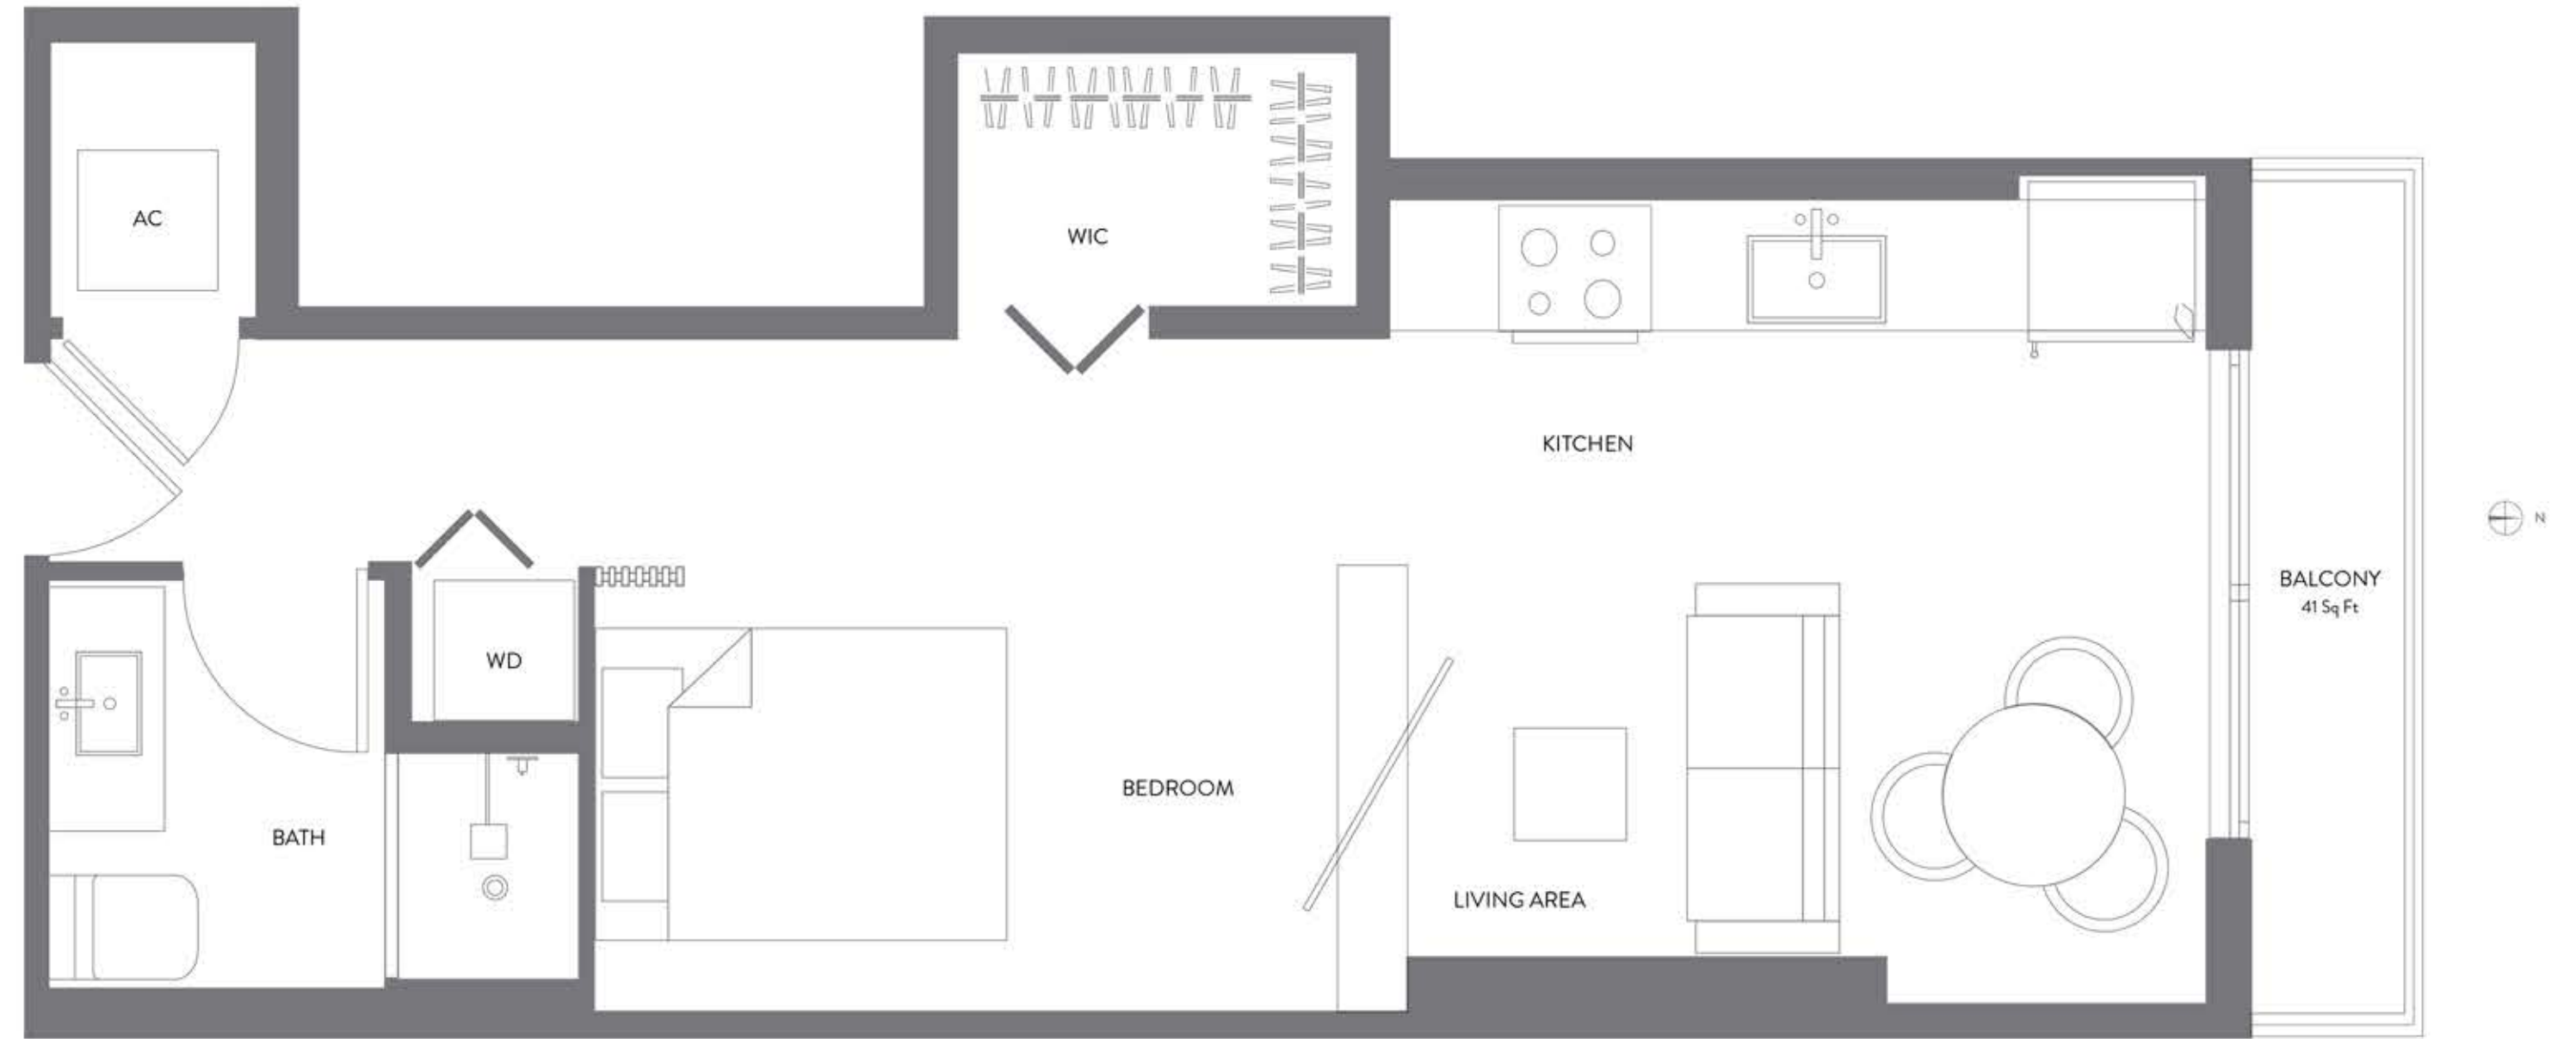 AC
WIC
KITCHEN
N
BALCONY
41 Sq Ft
WD
BEDROOM
BATH
LIVING AREA